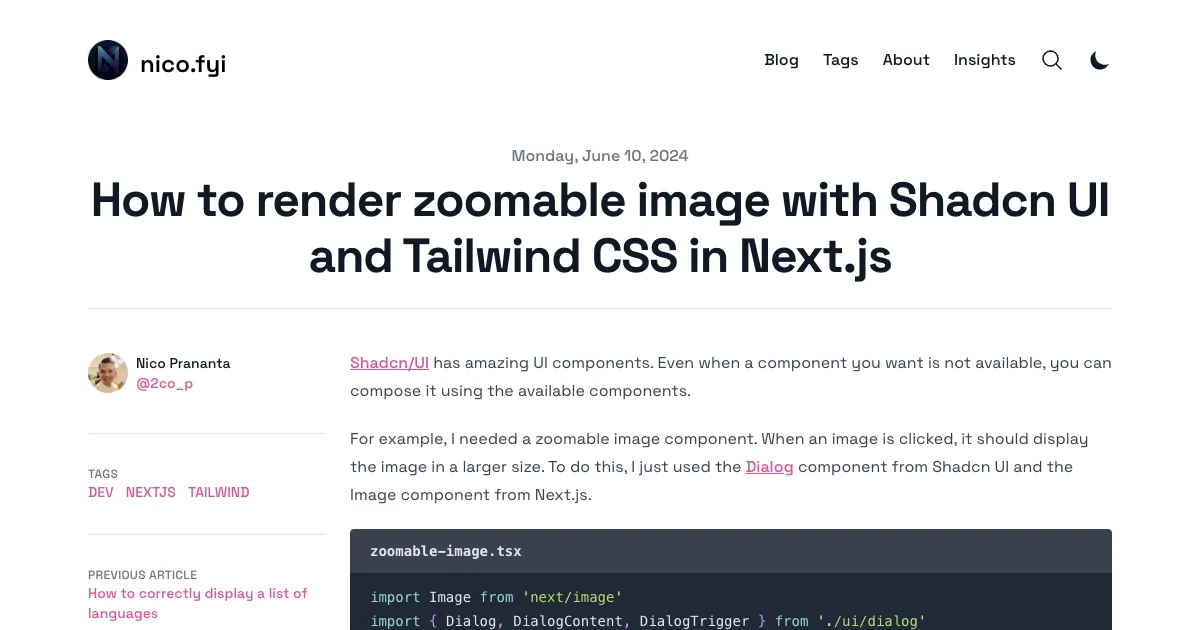 nico.fyi
Blog Tags About Insights
Monday, June 10, 2024
How to render zoomable image with Shadcn UI
and Tailwind CSS in Next.js
Nico Prananta
@2co_p
TAGS
DEV NEXTJS TAILWIND
PREVIOUS ARTICLE
How to correctly display a list of
languages
Shadcn/UI has amazing UI components. Even when a component you want is not available, you can
compose it using the available components.
For example, I needed a zoomable image component. When an image is clicked, it should display
the image in a larger size. To do this, I just used the Dialog component from Shadcn UI and the
Image component from Next.js.
zoomable-image.tsx
import Image from 'next/image'
import { Dialog, DialogContent, DialogTrigger } from './ui/dialog'